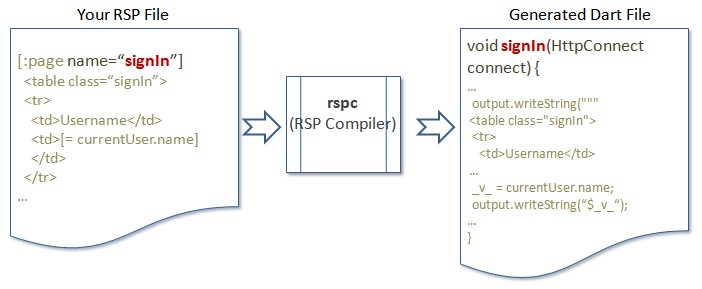 Your RSP File
[:page name=“signIn”]
<table class=“signIn”>
<tr>
<td>Username</td>
<td>[= currentUser.name]
</td>
</tr>
…
rspc
(RSP Compiler)
Generated Dart File
void signIn(HttpConnect
connect) {
…
output.writeString("""
<table class="signIn">
<tr>
<td>Username</td>
…
_v_ = currentUser.name;
output.writeString(“$_v_“);
…
}